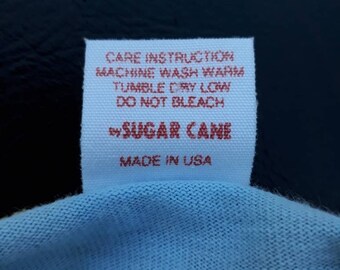 CARE INSTRUCTION
MACHINE WASH WARM
TUMBLE DRY LOW
DO NOT BLEACH
by SUGAR CANE
MADE IN USA